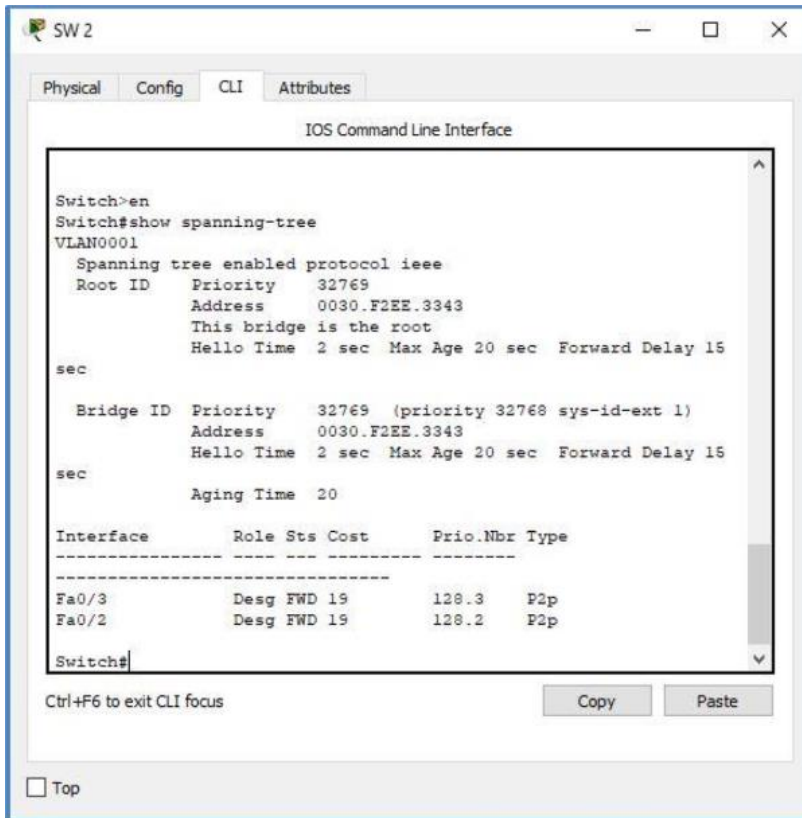 SW 2
Physical Config CLI Attributes
IOS Command Line Interface
Switch>en
Switch#show spanning-tree
VLAN0001
  Spanning tree enabled protocol ieee
  Root ID    Priority    32769
             Address     0030.F2EE.3343
             This bridge is the root
             Hello Time  2 sec  Max Age 20 sec  Forward Delay 15
sec

  Bridge ID  Priority    32769  (priority 32768 sys-id-ext 1)
             Address     0030.F2EE.3343
             Hello Time  2 sec  Max Age 20 sec  Forward Delay 15
sec
             Aging Time  20

Interface        Role Sts Cost      Prio.Nbr Type
---------------- ---- --- --------- --------
--------------------------------
Fa0/3            Desg FWD 19        128.3    P2p
Fa0/2            Desg FWD 19        128.2    P2p

Switch#
Ctrl+F6 to exit CLI focus Copy Paste
Top